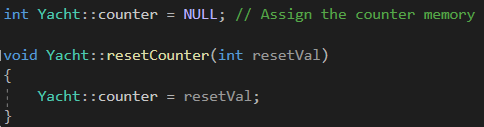 int Yacht::counter = NULL; // Assign the counter memory
void Yacht::resetCounter(int resetVal)
{
Yacht::counter = resetVal;
}